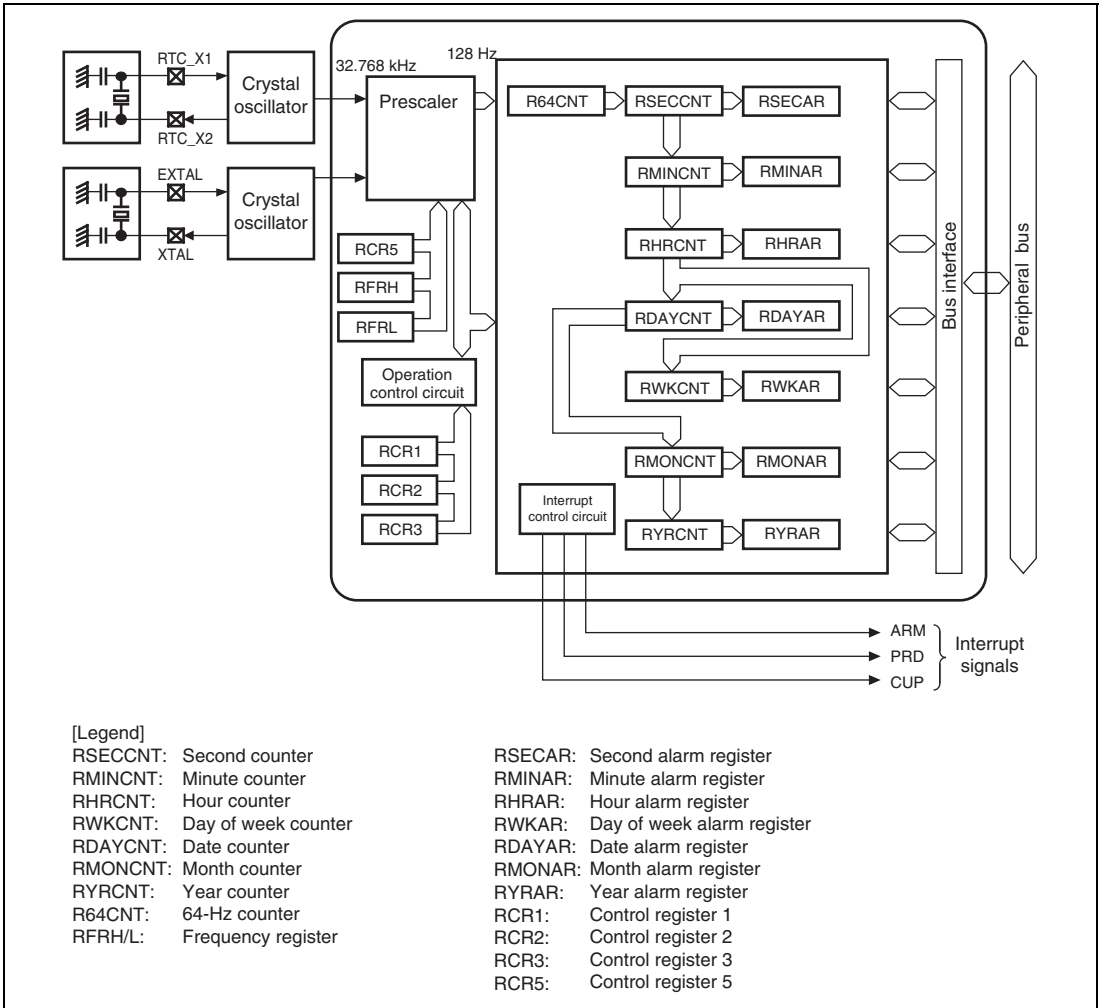 RTC_X1
RTC_X2
Crystal
oscillator
EXTAL
XTAL
Crystal
oscillator
32.768 kHz
128 Hz
Prescaler
RCR5
RFRH
RFRL
Operation
control circuit
RCR1
RCR2
RCR3
R64CNT
RSECCNT
RSECAR
RMINCNT
RMINAR
RHRCNT
RHRAR
RDAYCNT
RDAYAR
RWKCNT
RWKAR
RMONCNT
RMONAR
RYRCNT
RYRAR
Interrupt
control circuit
Bus interface
Peripheral bus
ARM
PRD
CUP
Interrupt
signals
[Legend]
RSECCNT: Second counter
RMINCNT: Minute counter
RHRCNT: Hour counter
RWKCNT: Day of week counter
RDAYCNT: Date counter
RMONCNT: Month counter
RYRCNT: Year counter
R64CNT: 64-Hz counter
RFRH/L: Frequency register
RSECAR: Second alarm register
RMINAR: Minute alarm register
RHRAR: Hour alarm register
RWKAR: Day of week alarm register
RDAYAR: Date alarm register
RMONAR: Month alarm register
RYRAR: Year alarm register
RCR1: Control register 1
RCR2: Control register 2
RCR3: Control register 3
RCR5: Control register 5